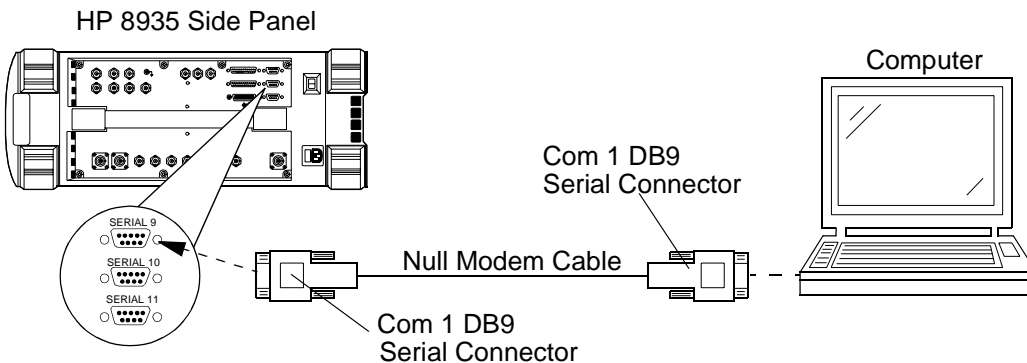 HP 8935 Side Panel
Computer
Com 1 DB9
Serial Connector
SERIAL 9
SERIAL 10
SERIAL 11
Null Modem Cable
Com 1 DB9
Serial Connector